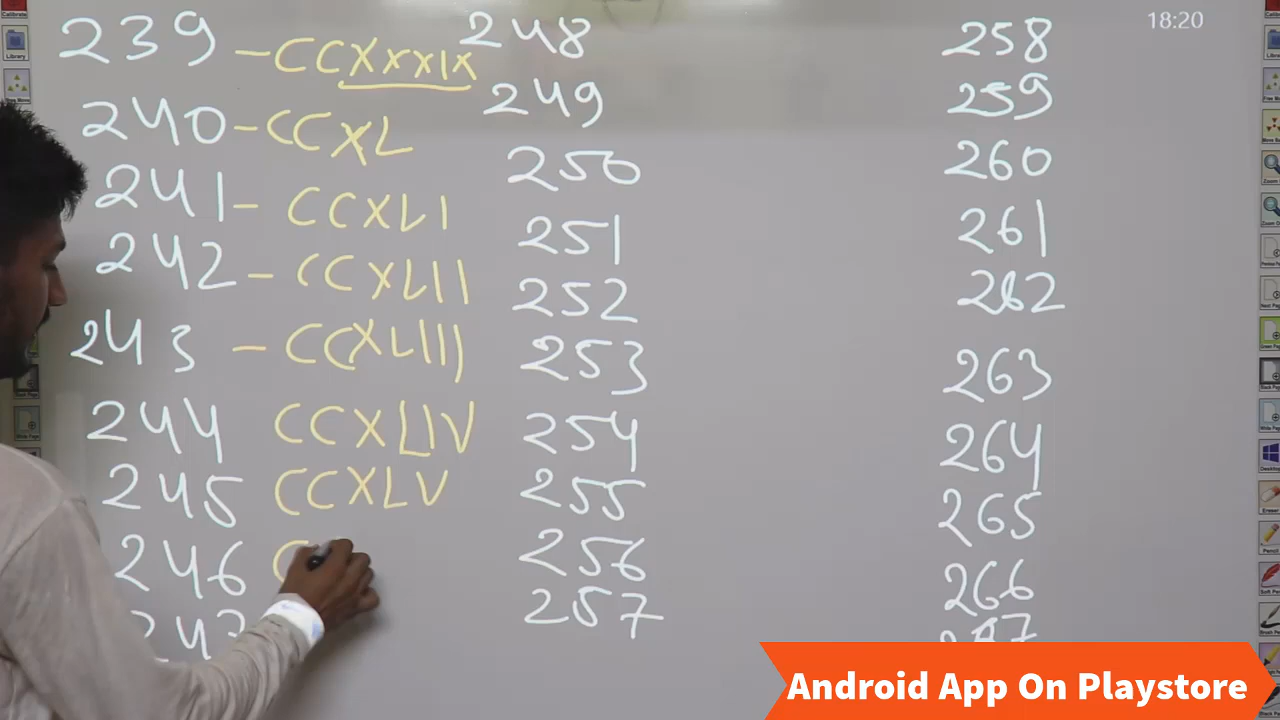 18:20
239 - CCXXXIX
240 - CCXL
241 - CCXLI
242 - CCXLII
243 - CCXLIII
244 CCXLIV
245 CCXLV
246 C
247
248
249
250
251
252
253
254
255
256
257
258
259
260
261
262
263
264
265
266
267
Android App On Playstore